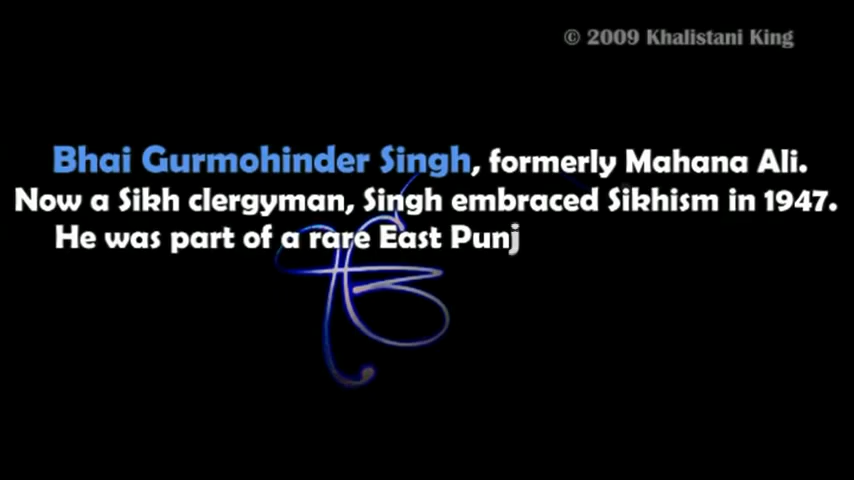 © 2009 Khalistani King
Bhai Gurmohinder Singh, formerly Mahana Ali.
Now a Sikh clergyman, Singh embraced Sikhism in 1947.
He was part of a rare East Punj